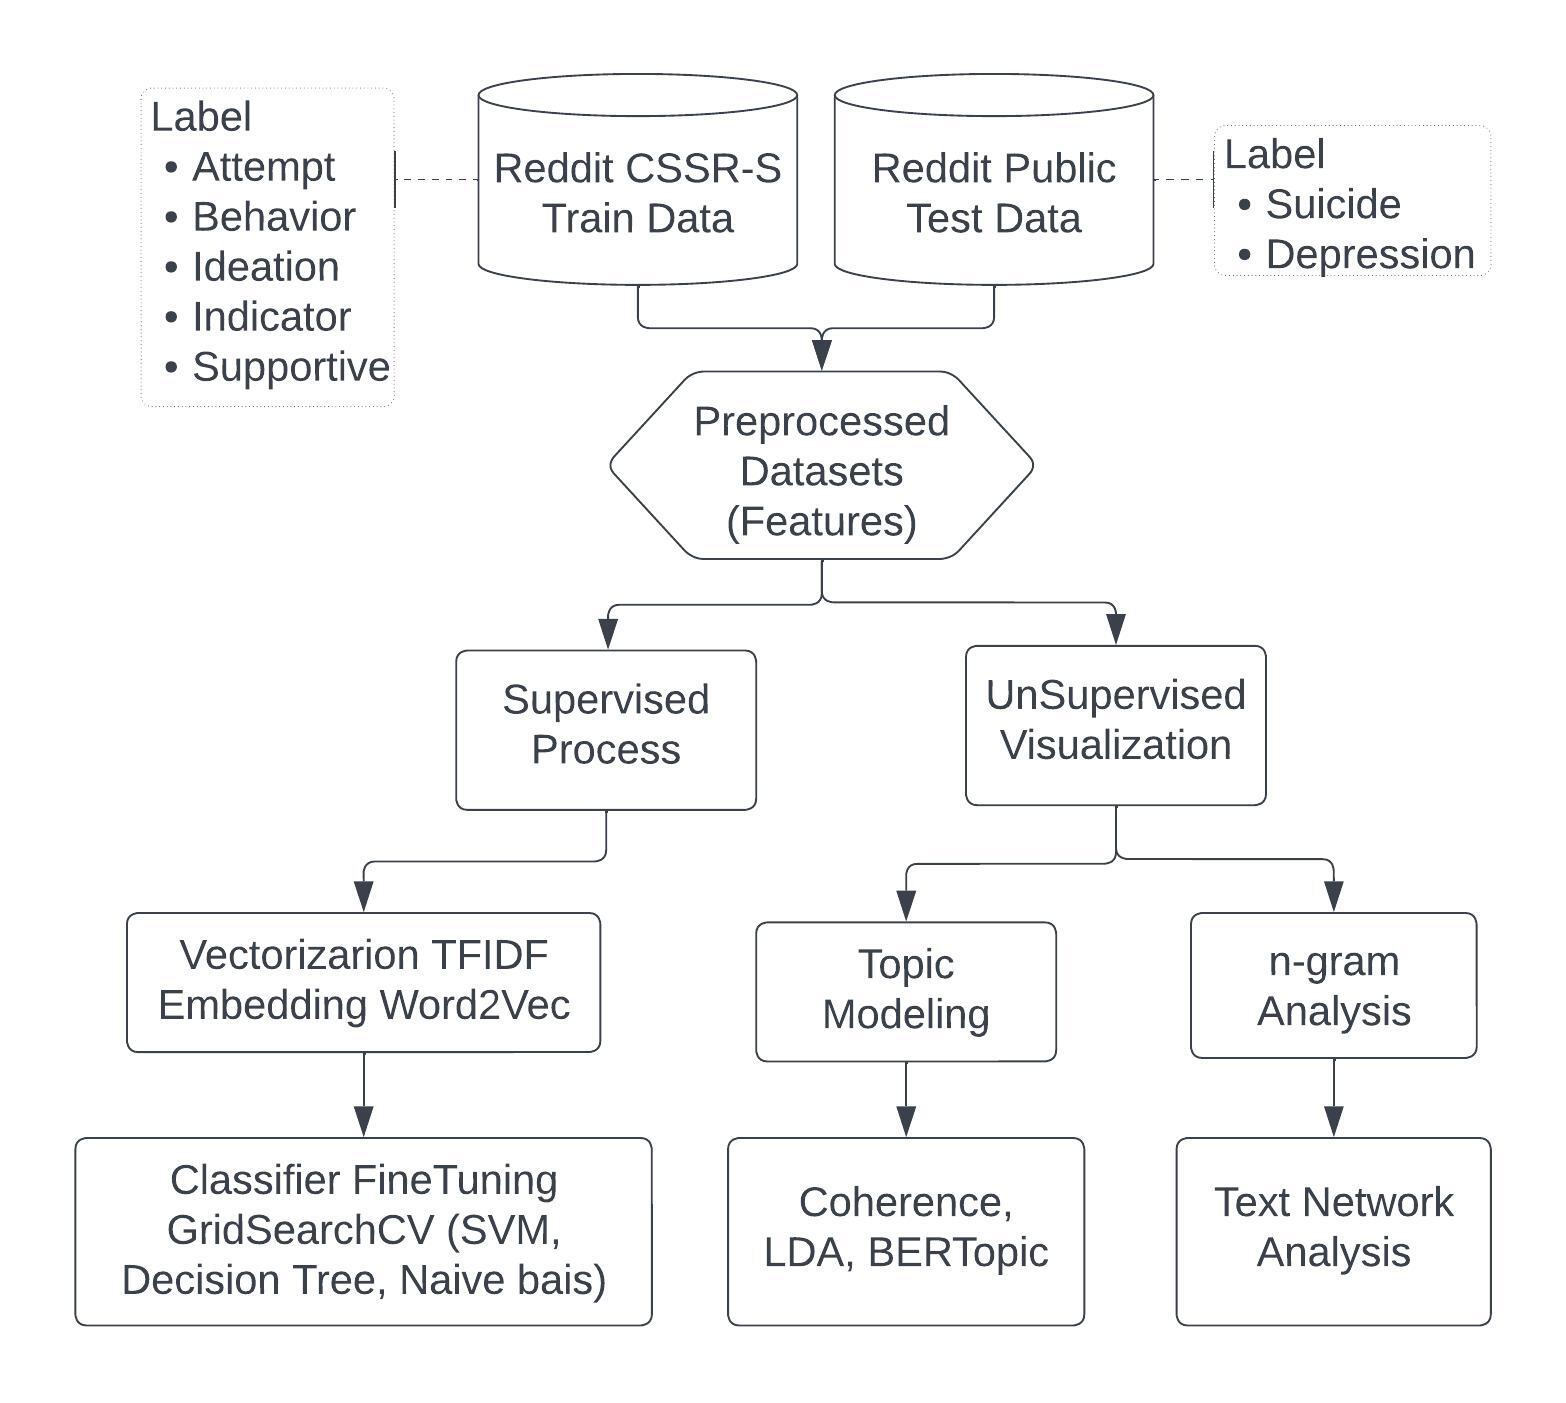 Label
• Attempt
• Behavior
• Ideation
• Indicator
• Supportive
Reddit CSSR-S
Train Data
Reddit Public
Test Data
Label
• Suicide
• Depression
Preprocessed
Datasets
(Features)
Supervised
Process
UnSupervised
Visualization
Vectorizarion TFIDF
Embedding Word2Vec
Topic
Modeling
n-gram
Analysis
Classifier FineTuning
GridSearchCV (SVM,
Decision Tree, Naive bais)
Coherence,
LDA, BERTopic
Text Network
Analysis